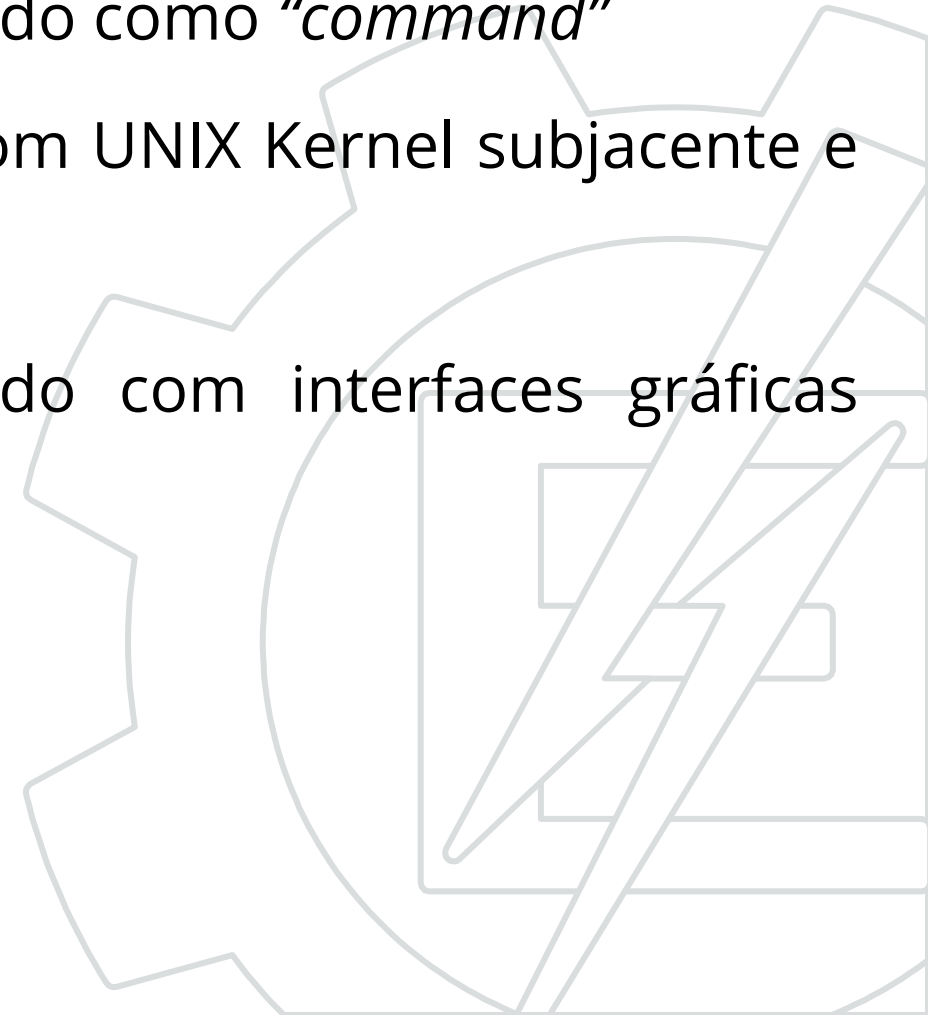 do como “command”
om UNIX Kernel subjacente e
do com interfaces gráficas